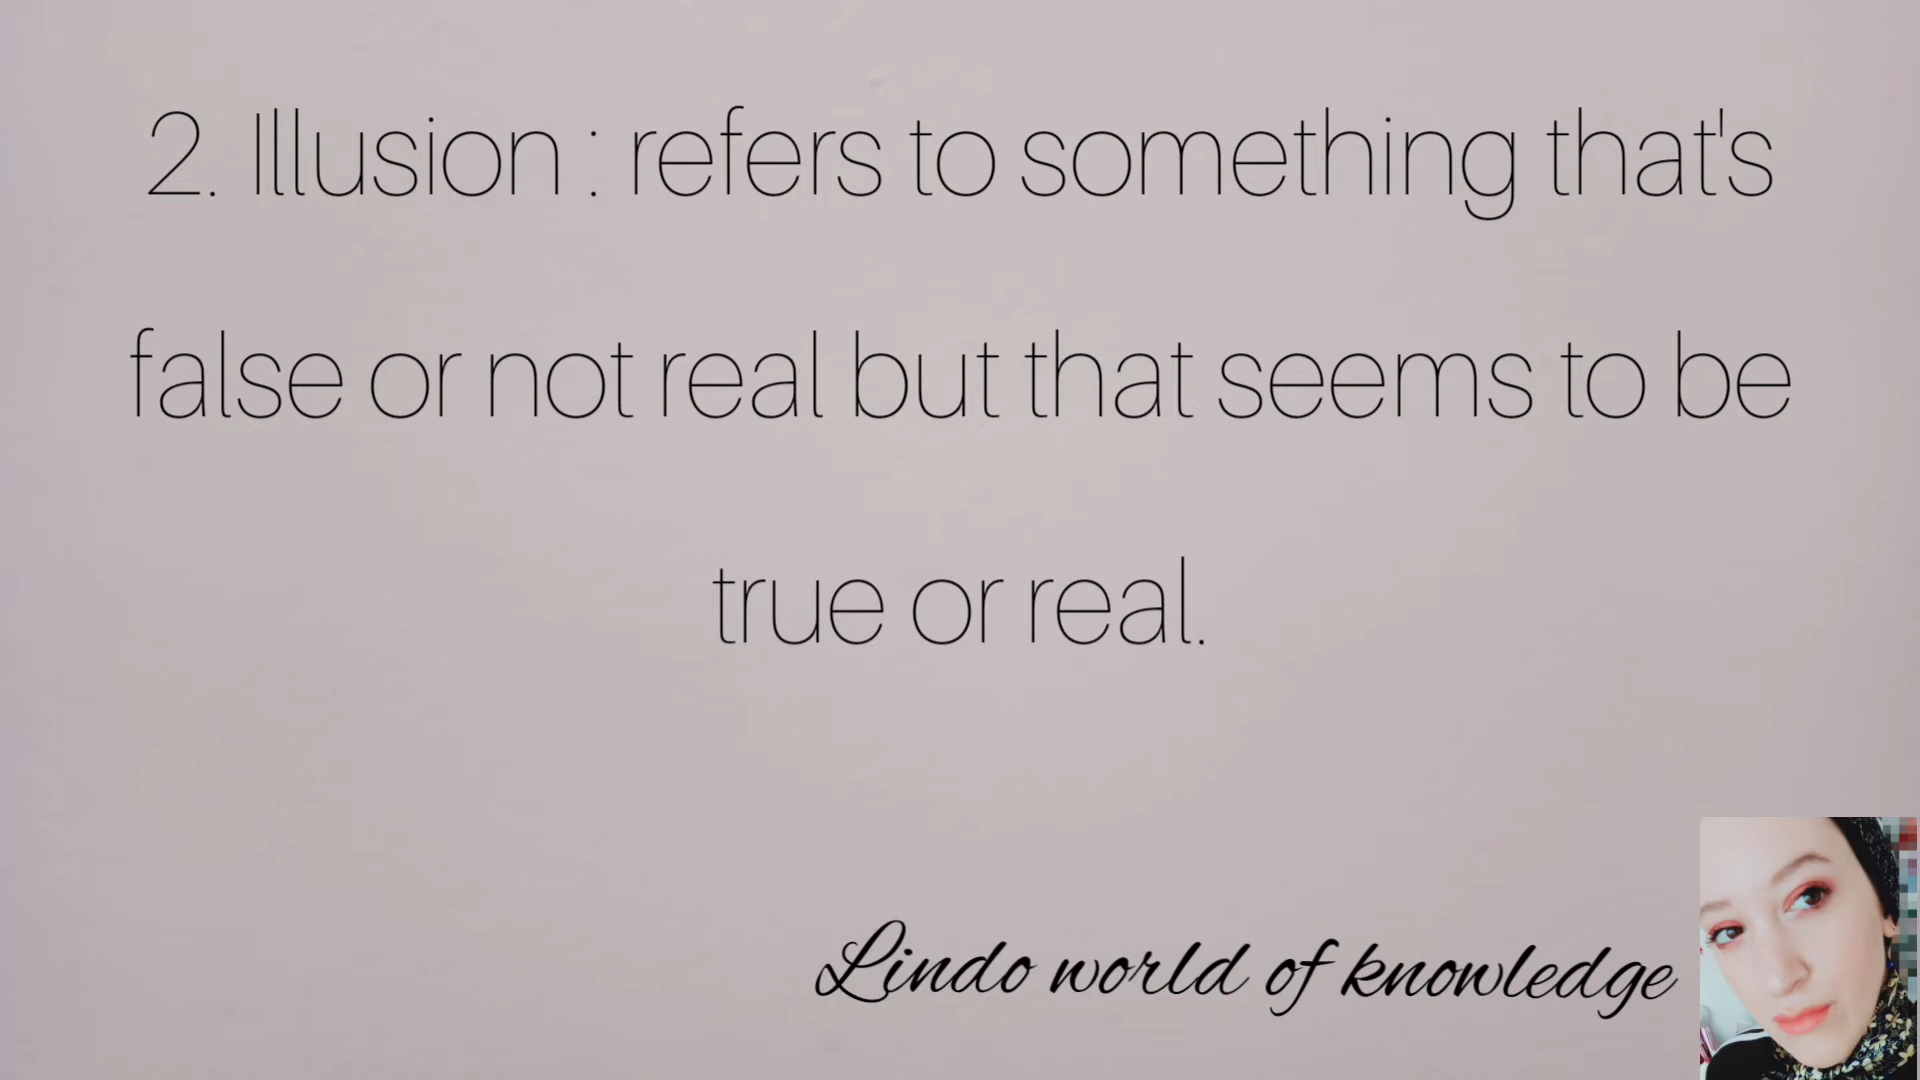 2. Illusion : refers to something that's
false or not real but that seems to be
true or real.
Lindo world of knowledge